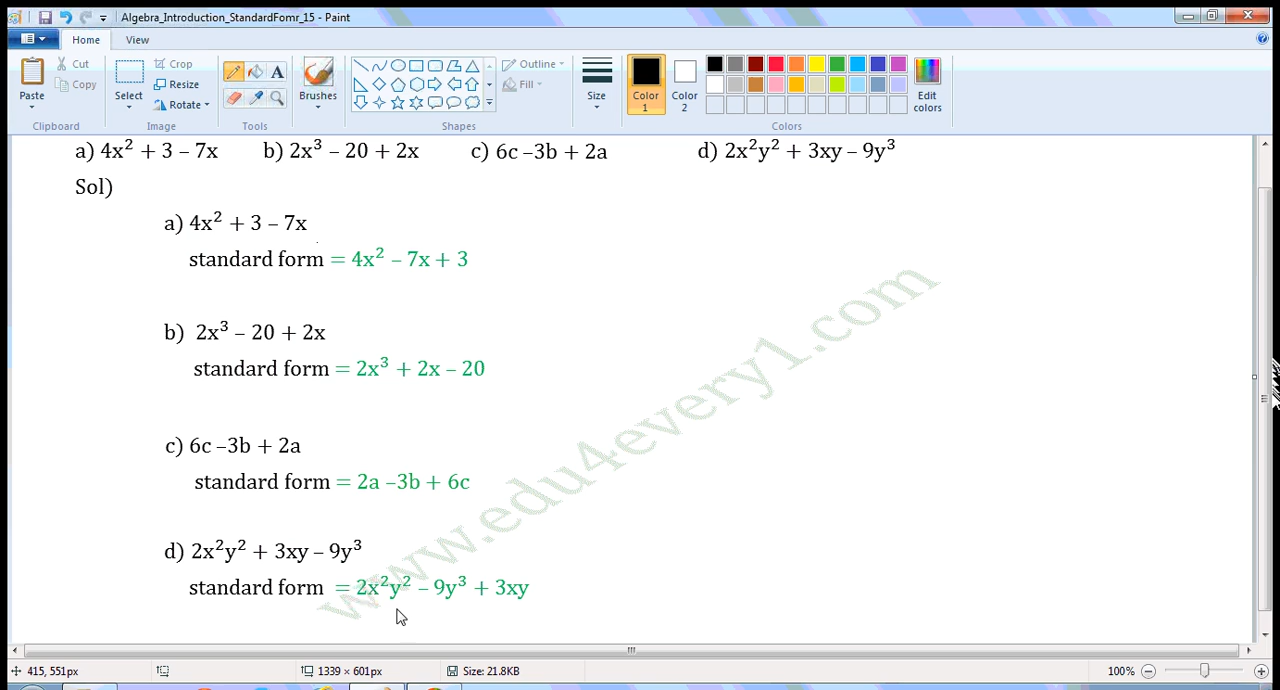 Algebra_Introduction_StandardFomr_15 - Paint
Home View
Cut Copy Paste
Crop Resize Rotate Select
Brushes
Outline Fill
Size
Color 1 Color 2
Edit colors
Clipboard Image Tools Shapes Colors
a) 4x² + 3 – 7x b) 2x³ – 20 + 2x c) 6c –3b + 2a d) 2x²y² + 3xy – 9y³
Sol)
a) 4x² + 3 – 7x
standard form = 4x² – 7x + 3
b) 2x³ – 20 + 2x
standard form = 2x³ + 2x – 20
c) 6c –3b + 2a
standard form = 2a –3b + 6c
d) 2x²y² + 3xy – 9y³
standard form = 2x²y² – 9y³ + 3xy
www.edu4every1.com
415, 551px 1339 × 601px Size: 21.8KB 100%